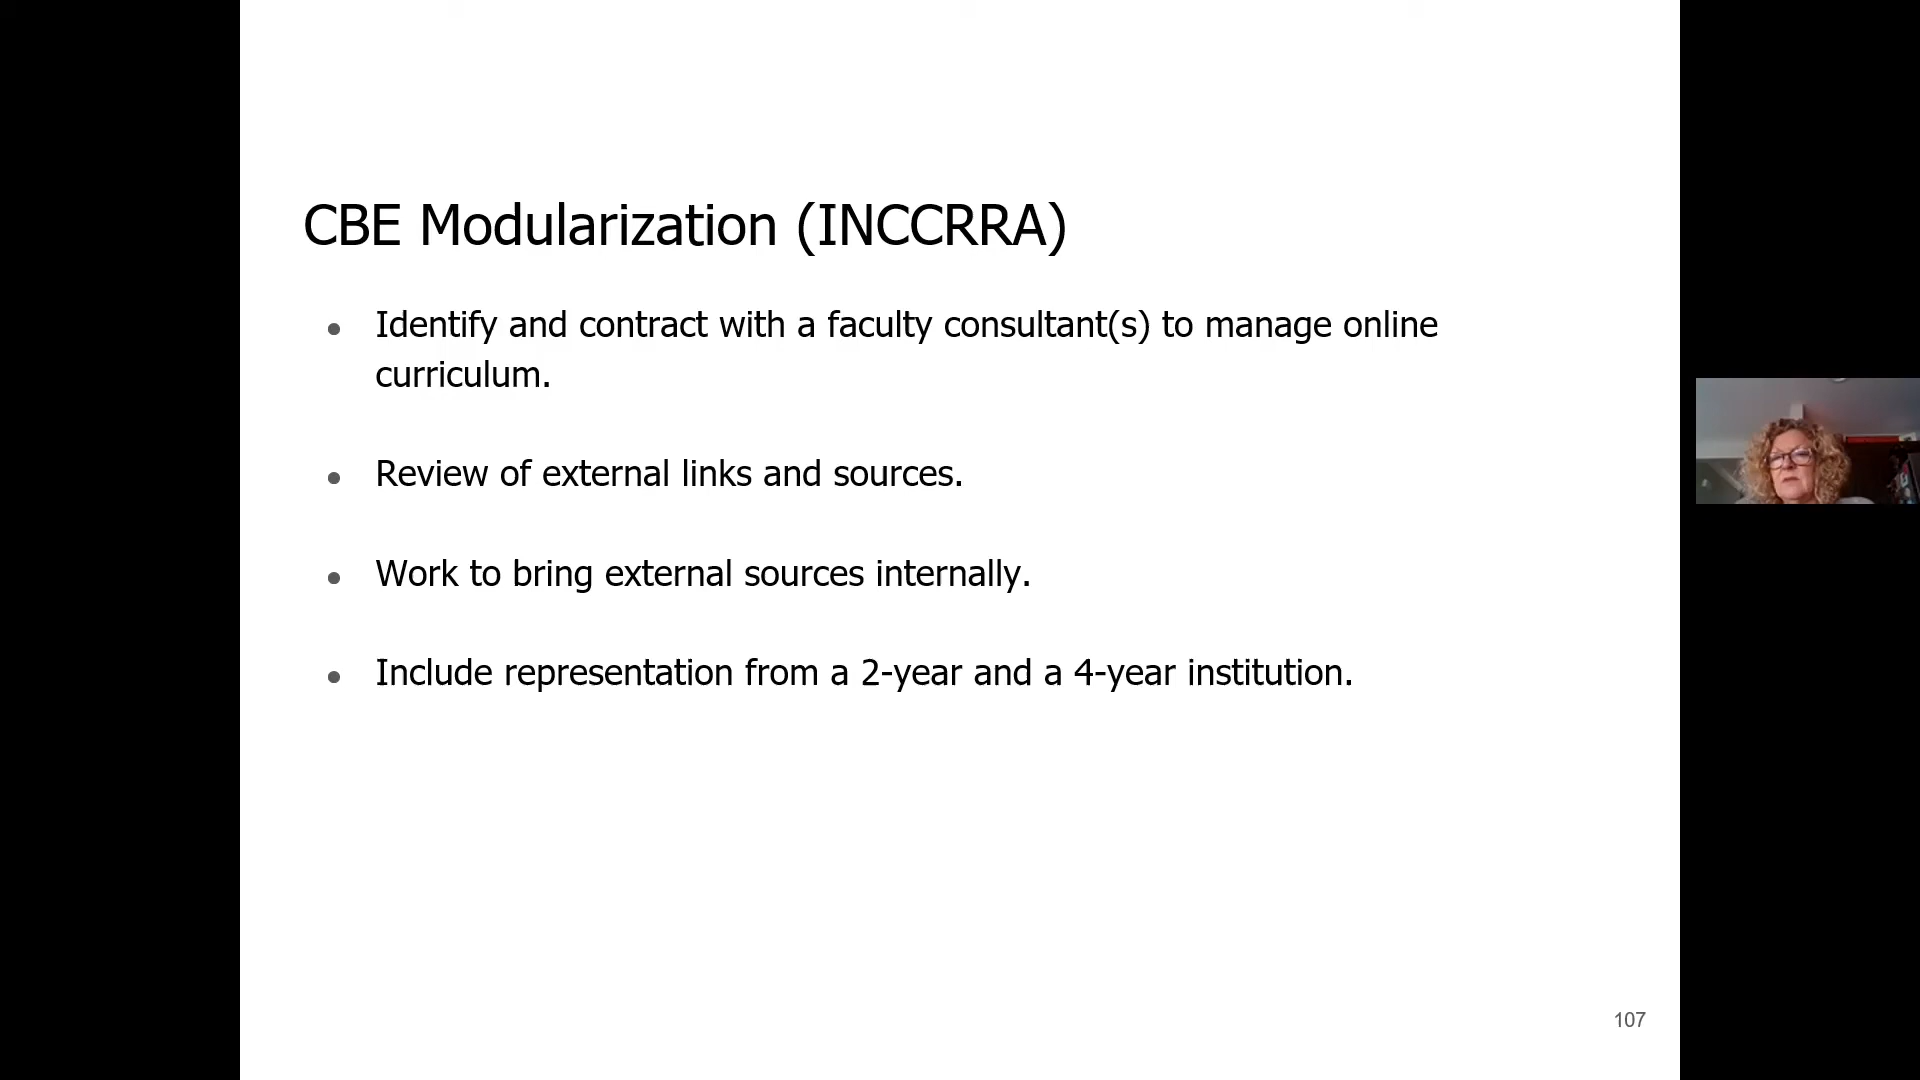 CBE Modularization (INCCRRA)
• Identify and contract with a faculty consultant(s) to manage online
curriculum.
• Review of external links and sources.
• Work to bring external sources internally.
• Include representation from a 2-year and a 4-year institution.
107